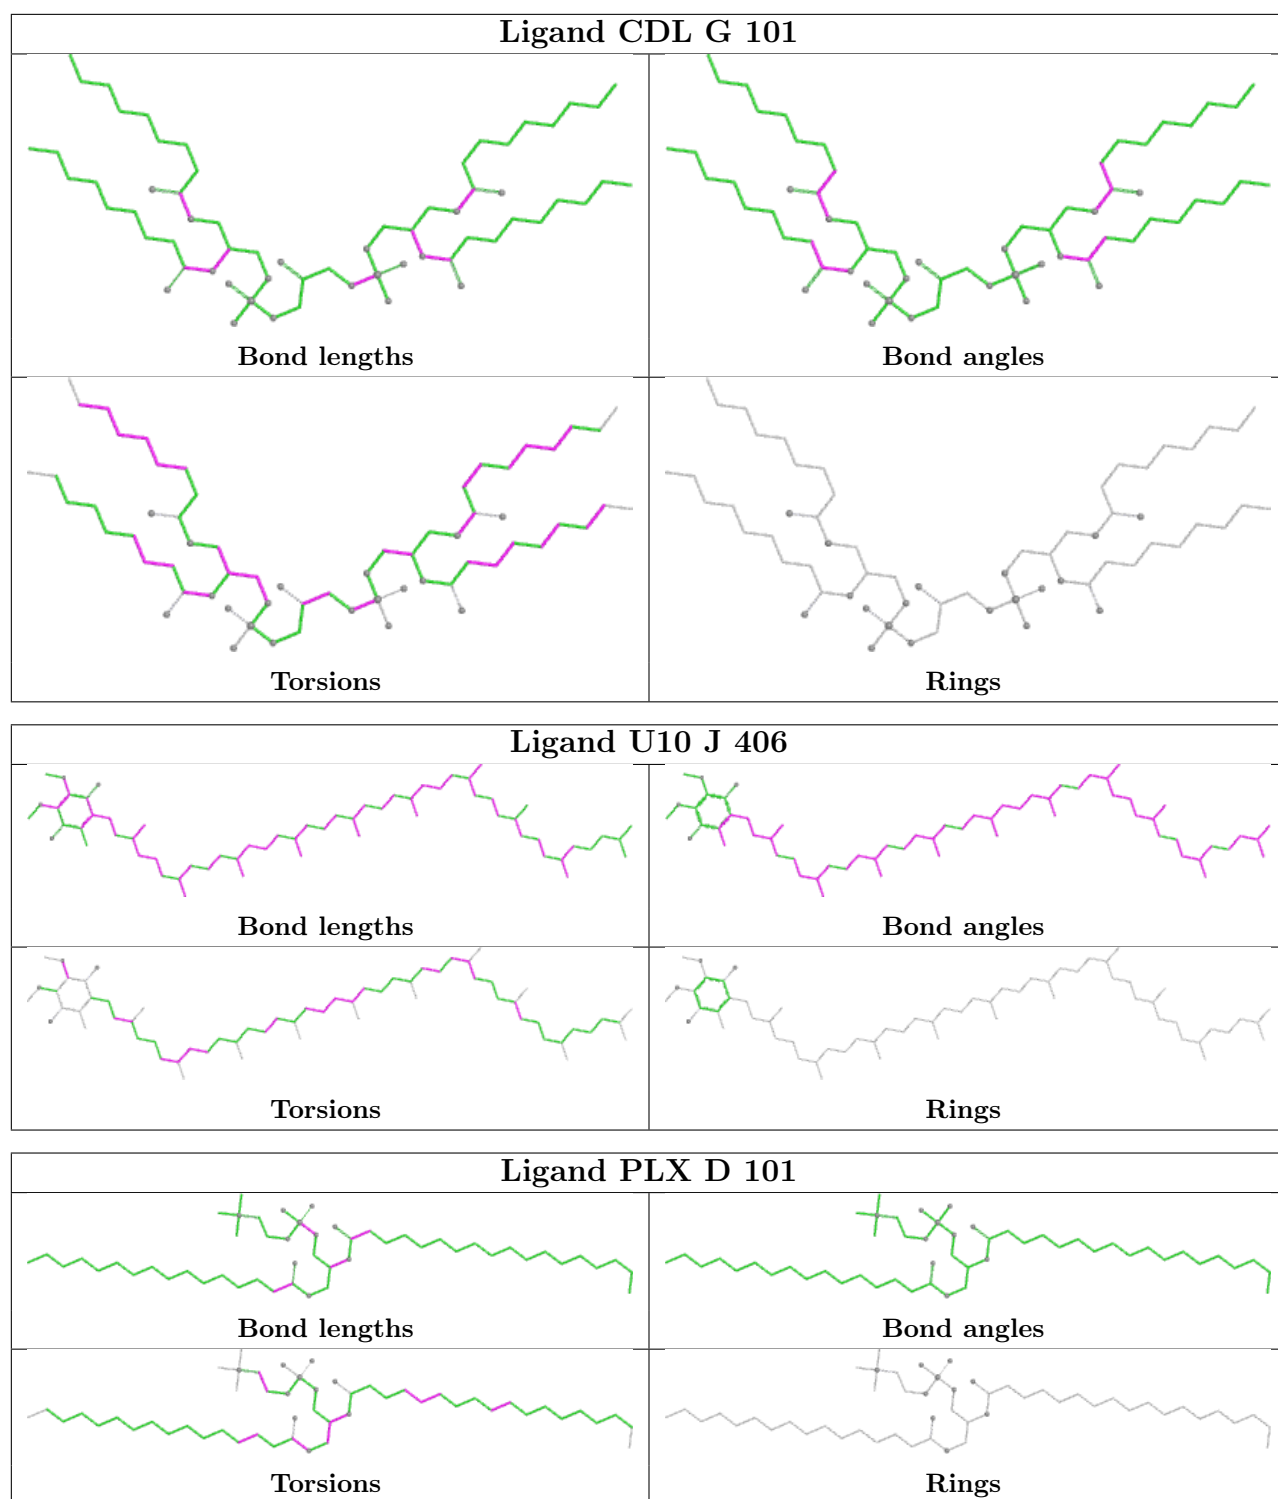 Ligand CDL G 101
Bond lengths
Bond angles
Torsions
Rings
Ligand U10 J 406
Bond lengths
Bond angles
Torsions
Rings
Ligand PLX D 101
Bond lengths
Bond angles
Torsions
Rings